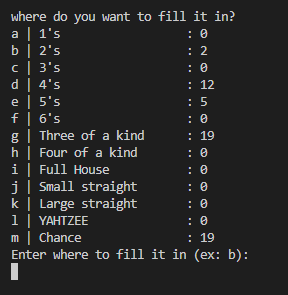 where do you want to fill it in?
a | 1's : 0
b | 2's : 2
c | 3's : 0
d | 4's : 12
e | 5's : 5
f | 6's : 0
g | Three of a kind : 19
h | Four of a kind : 0
i | Full House : 0
j | Small straight : 0
k | Large straight : 0
l | YAHTZEE : 0
m | Chance : 19
Enter where to fill it in (ex: b):